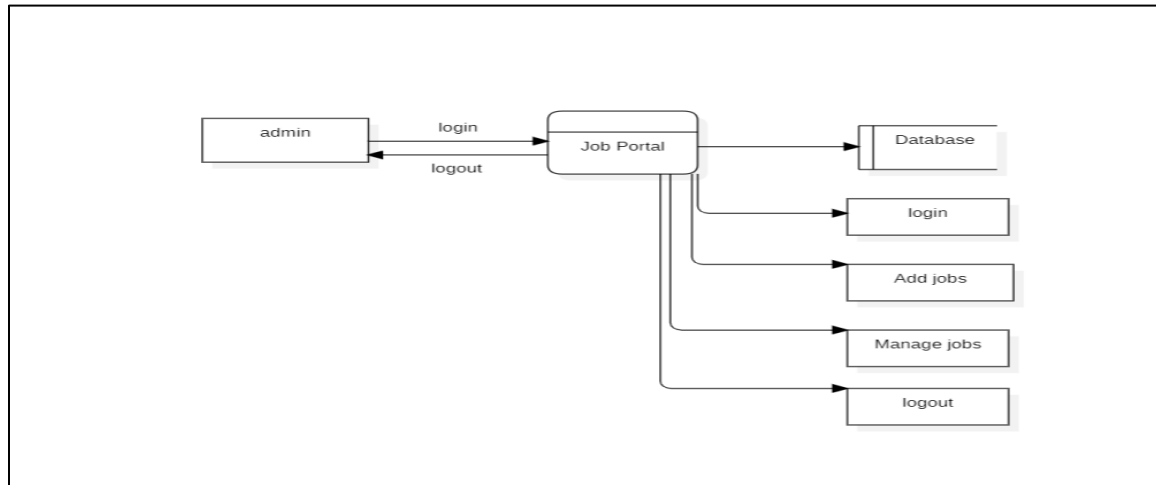 admin
login
logout
Job Portal
Database
login
Add jobs
Manage jobs
logout